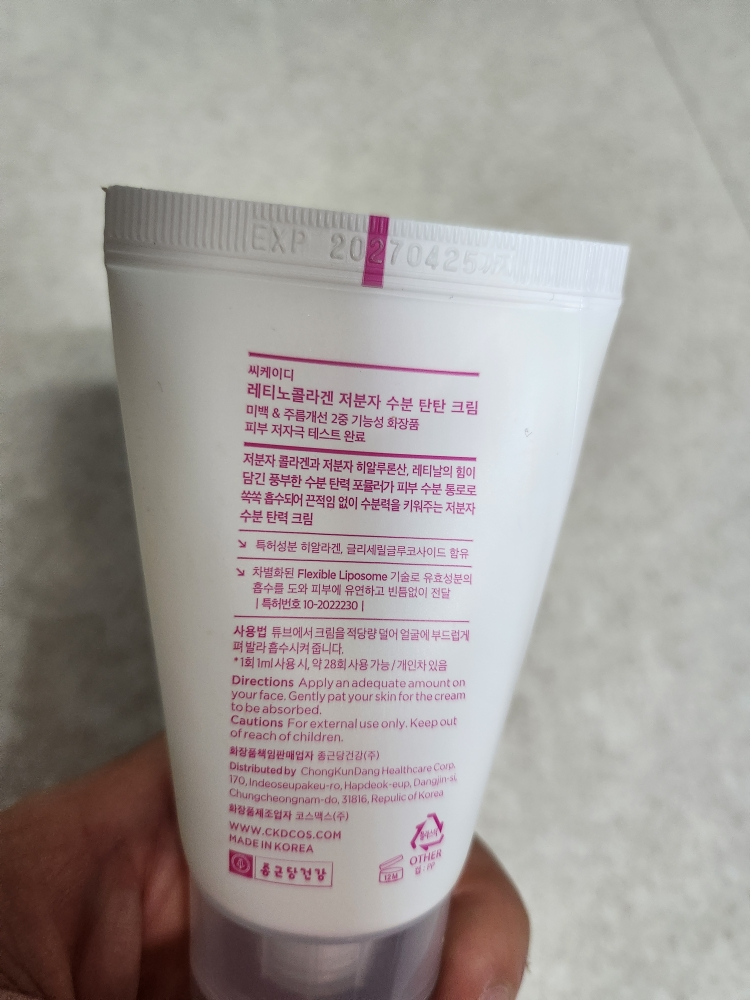 EXP 20270425
씨케이디
레티노콜라겐 저분자 수분 탄탄 크림
미백 & 주름개선 2중 기능성 화장품
피부 저자극 테스트 완료
저분자 콜라겐과 저분자 히알루론산, 레티날의 힘이
담긴 풍부한 수분 탄력 포뮬러가 피부 수분 통로로
쏙쏙 흡수되어 끈적임 없이 수분력을 키워주는 저분자
수분 탄력 크림
↘ 특허성분 히알라겐, 글리세릴글루코사이드 함유
↘ 차별화된 Flexible Liposome 기술로 유효성분의
흡수를 도와 피부에 유연하고 빈틈없이 전달
| 특허번호 10-2022230 |
사용법 튜브에서 크림을 적당량 덜어 얼굴에 부드럽게
펴 발라 흡수시켜 줍니다.
*1회 1ml 사용 시, 약 28회 사용 가능 / 개인차 있음
Directions Apply an adequate amount on
your face. Gently pat your skin for the cream
to be absorbed.
Cautions For external use only. Keep out
of reach of children.
화장품책임판매업자 종근당건강(주)
Distributed by ChongKunDang Healthcare Corp.
170, Indeoseupakeu-ro, Hapdeok-eup, Dangjin-si,
Chungcheongnam-do, 31816, Repulic of Korea
화장품제조업자 코스맥스(주)
WWW.CKDCOS.COM
MADE IN KOREA
종근당건강
12M
플라스틱
OTHER